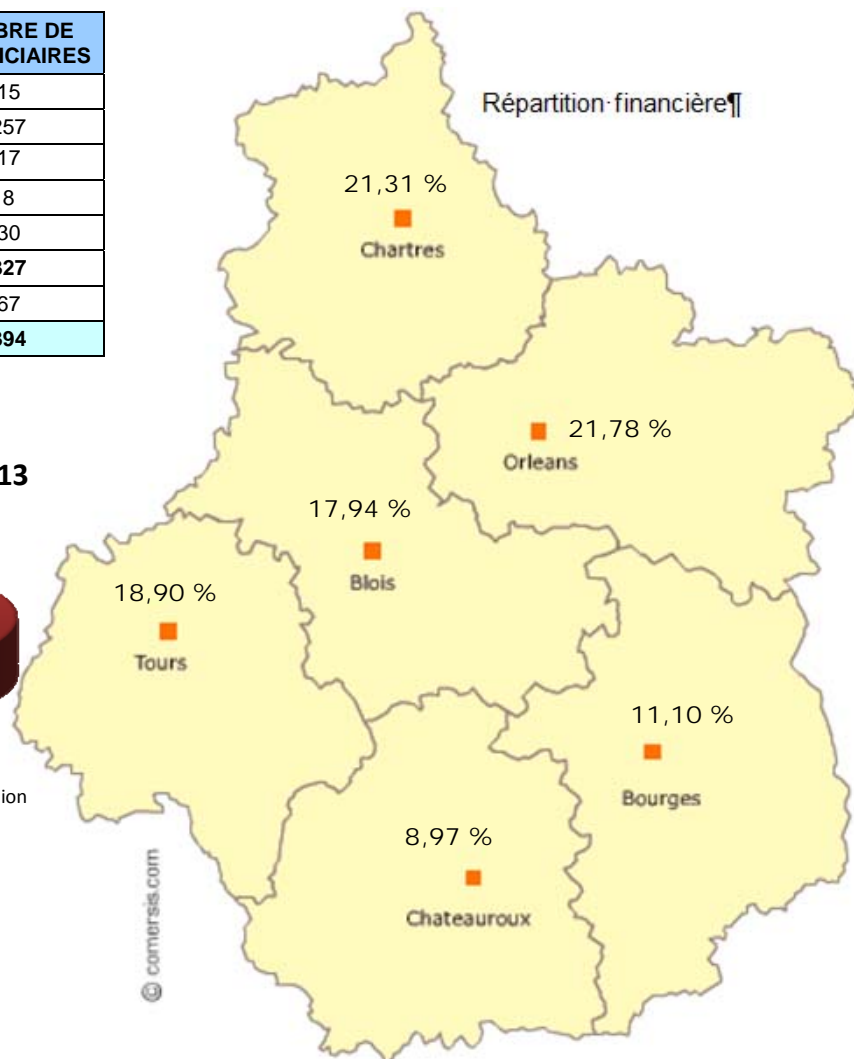 BRE DE
NCIAIRES
15
257
17
8
30
327
67
394
Répartition·financière¶
21,31 %
Chartres
21,78 %
Orleans
13
17,94 %
Blois
18,90 %
Tours
11,10 %
Bourges
ion
8,97 %
Chateauroux
© comersis.com